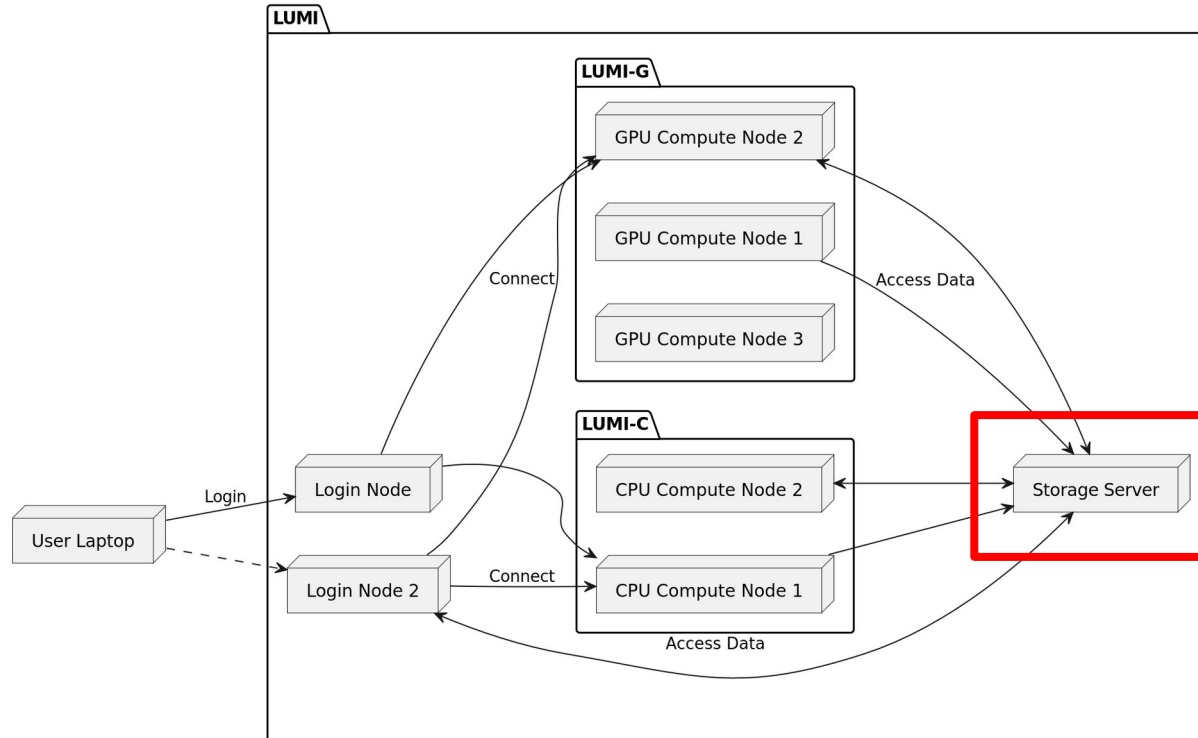 LUMI
LUMI-G
GPU Compute Node 2
GPU Compute Node 1
Connect
Access Data
GPU Compute Node 3
LUMI-C
Login Node
CPU Compute Node 2
Storage Server
Login
User Laptop
Login Node 2
Connect
CPU Compute Node 1
Access Data